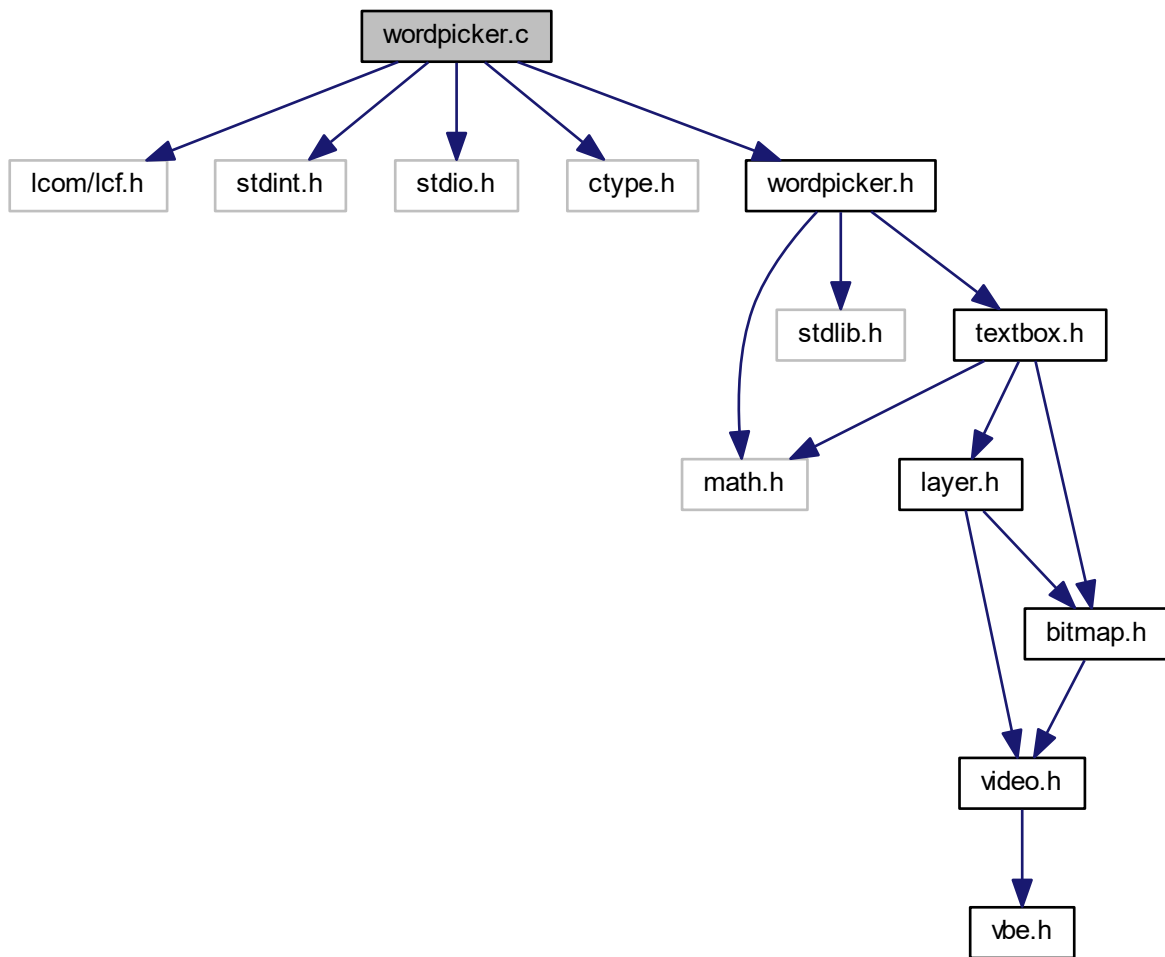 wordpicker.c
lcom/lcf.h
stdint.h
stdio.h
ctype.h
wordpicker.h
stdlib.h
textbox.h
math.h
layer.h
bitmap.h
video.h
vbe.h